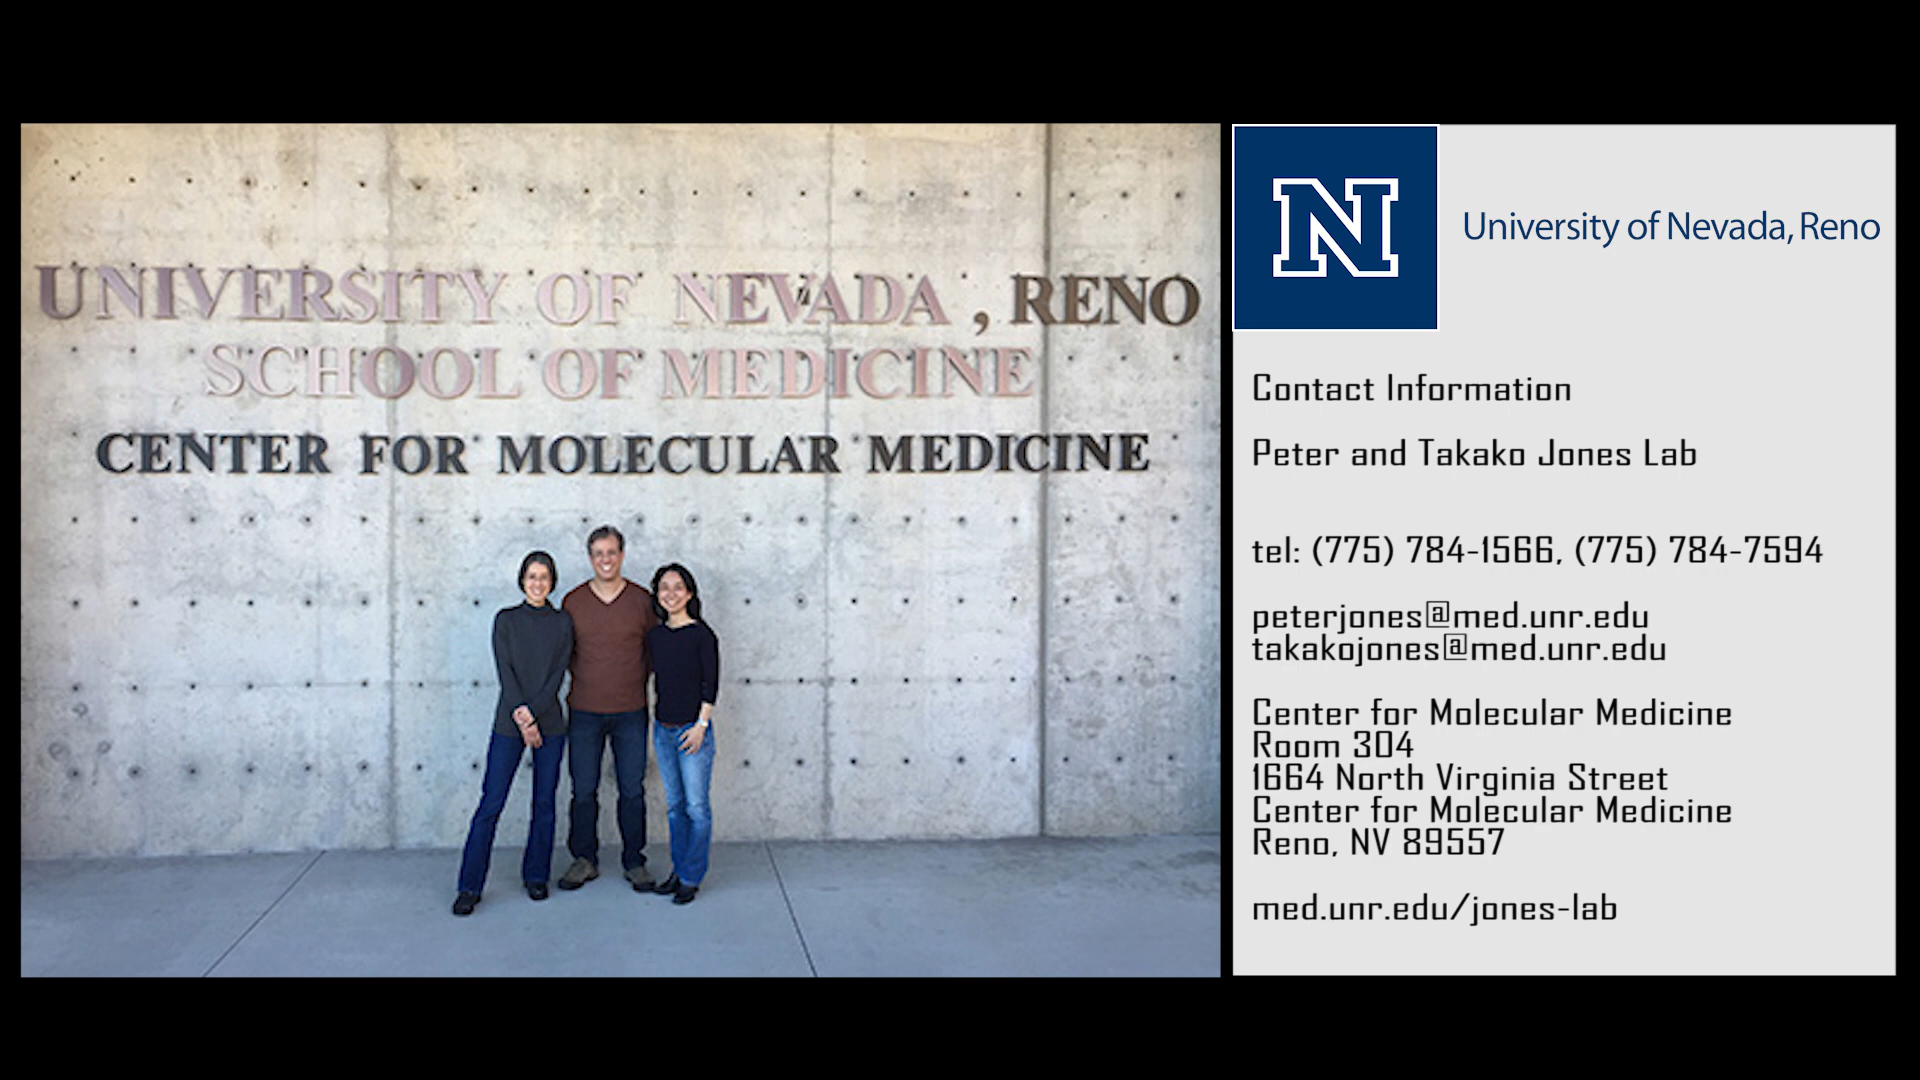 UNIVERSITY OF NEVADA, RENO
SCHOOL OF MEDICINE
CENTER FOR MOLECULAR MEDICINE
N
University of Nevada, Reno
Contact Information
Peter and Takako Jones Lab
tel: (775) 784-1566, (775) 784-7594
peterjones@med.unr.edu
takakojones@med.unr.edu
Center for Molecular Medicine
Room 304
1664 North Virginia Street
Center for Molecular Medicine
Reno, NV 89557
med.unr.edu/jones-lab